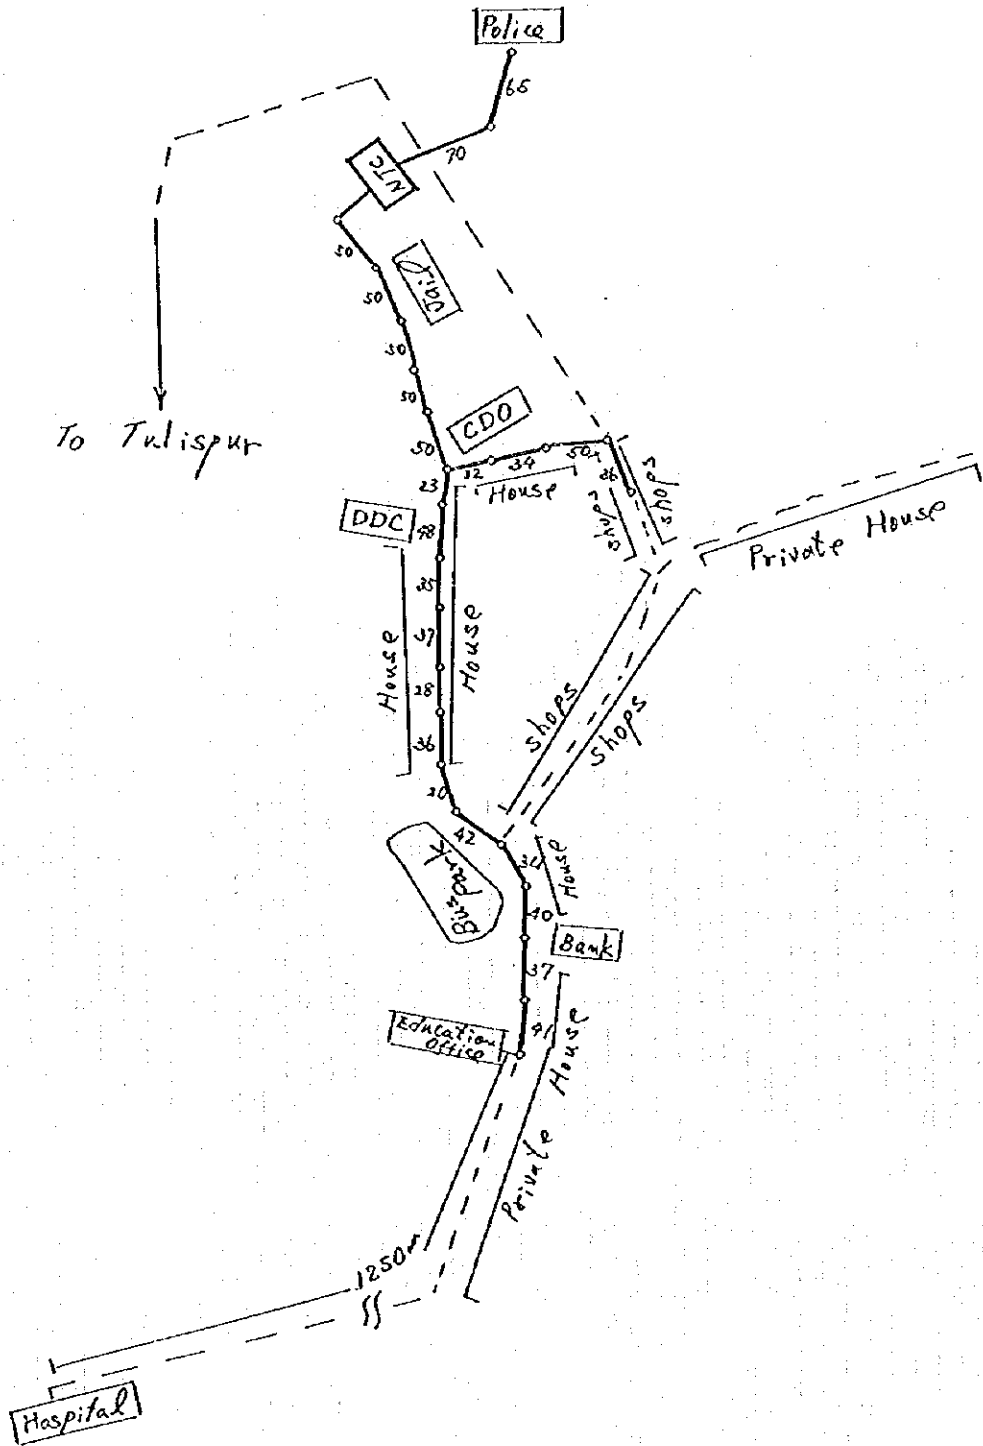 Police
65
70
NTC
50
Jail
50
50
50
CDO
To Tulispur
50
32
34
50
26
shops
shops
House
23
DDC
48
Private House
35
House
House
37
28
shops
shops
36
20
42
34
House
Bus park
40
Bank
37
Education
Office
41
Private House
1250m
Hospital